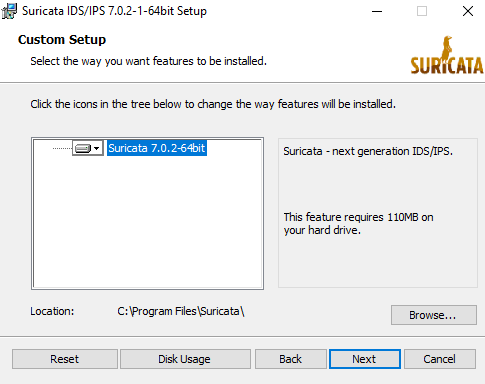 Suricata IDS/IPS 7.0.2-1-64bit Setup
Custom Setup
Select the way you want features to be installed.
SURICATA
Click the icons in the tree below to change the way features will be installed.
Suricata 7.0.2-64bit
Suricata - next generation IDS/IPS.
This feature requires 110MB on
your hard drive.
Location:
C:\Program Files\Suricata\
Browse...
Reset
Disk Usage
Back
Next
Cancel